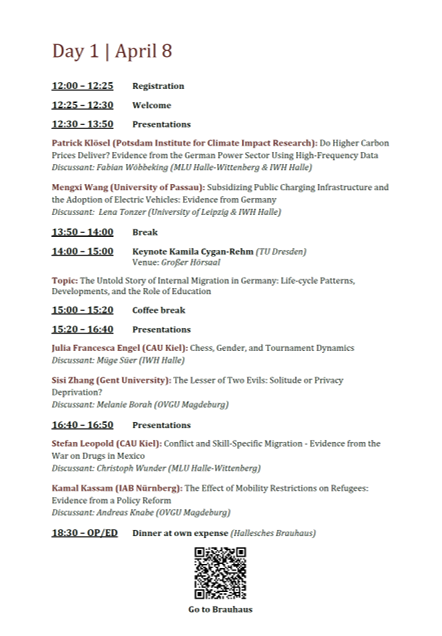 Day 1 | April 8
12:00 – 12:25 Registration
12:25 – 12:30 Welcome
12:30 – 13:50 Presentations
Patrick Klösel (Potsdam Institute for Climate Impact Research): Do Higher Carbon
Prices Deliver? Evidence from the German Power Sector Using High-Frequency Data
Discussant: Fabian Wöbbeking (MLU Halle-Wittenberg & IWH Halle)
Mengxi Wang (University of Passau): Subsidizing Public Charging Infrastructure and
the Adoption of Electric Vehicles: Evidence from Germany
Discussant: Lena Tonzer (University of Leipzig & IWH Halle)
13:50 – 14:00 Break
14:00 – 15:00 Keynote Kamila Cygan-Rehm (TU Dresden)
Venue: Großer Hörsaal
Topic: The Untold Story of Internal Migration in Germany: Life-cycle Patterns,
Developments, and the Role of Education
15:00 – 15:20 Coffee break
15:20 – 16:40 Presentations
Julia Francesca Engel (CAU Kiel): Chess, Gender, and Tournament Dynamics
Discussant: Müge Süer (IWH Halle)
Sisi Zhang (Gent University): The Lesser of Two Evils: Solitude or Privacy
Deprivation?
Discussant: Melanie Borah (OVGU Magdeburg)
16:40 – 16:50 Presentations
Stefan Leopold (CAU Kiel): Conflict and Skill-Specific Migration - Evidence from the
War on Drugs in Mexico
Discussant: Christoph Wunder (MLU Halle-Wittenberg)
Kamal Kassam (IAB Nürnberg): The Effect of Mobility Restrictions on Refugees:
Evidence from a Policy Reform
Discussant: Andreas Knabe (OVGU Magdeburg)
18:30 – OP/ED Dinner at own expense (Hallesches Brauhaus)
Go to Brauhaus